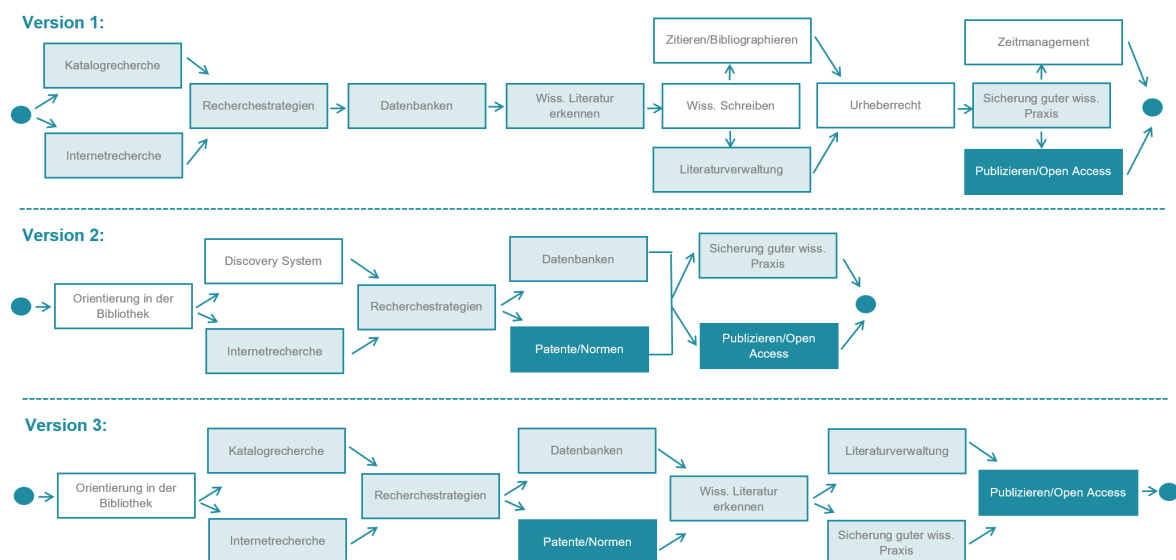 Version 1:
Katalogrecherche
Internetrecherche
Recherchestrategien
Datenbanken
Wiss. Literatur
erkennen
Zitieren/Bibliographieren
Wiss. Schreiben
Literaturverwaltung
Urheberrecht
Zeitmanagement
Sicherung guter wiss.
Praxis
Publizieren/Open Access
Version 2:
Orientierung in der
Bibliothek
Discovery System
Internetrecherche
Recherchestrategien
Datenbanken
Patente/Normen
Sicherung guter wiss.
Praxis
Publizieren/Open
Access
Version 3:
Orientierung in der
Bibliothek
Katalogrecherche
Internetrecherche
Recherchestrategien
Datenbanken
Patente/Normen
Wiss. Literatur
erkennen
Literaturverwaltung
Sicherung guter wiss.
Praxis
Publizieren/Open Access